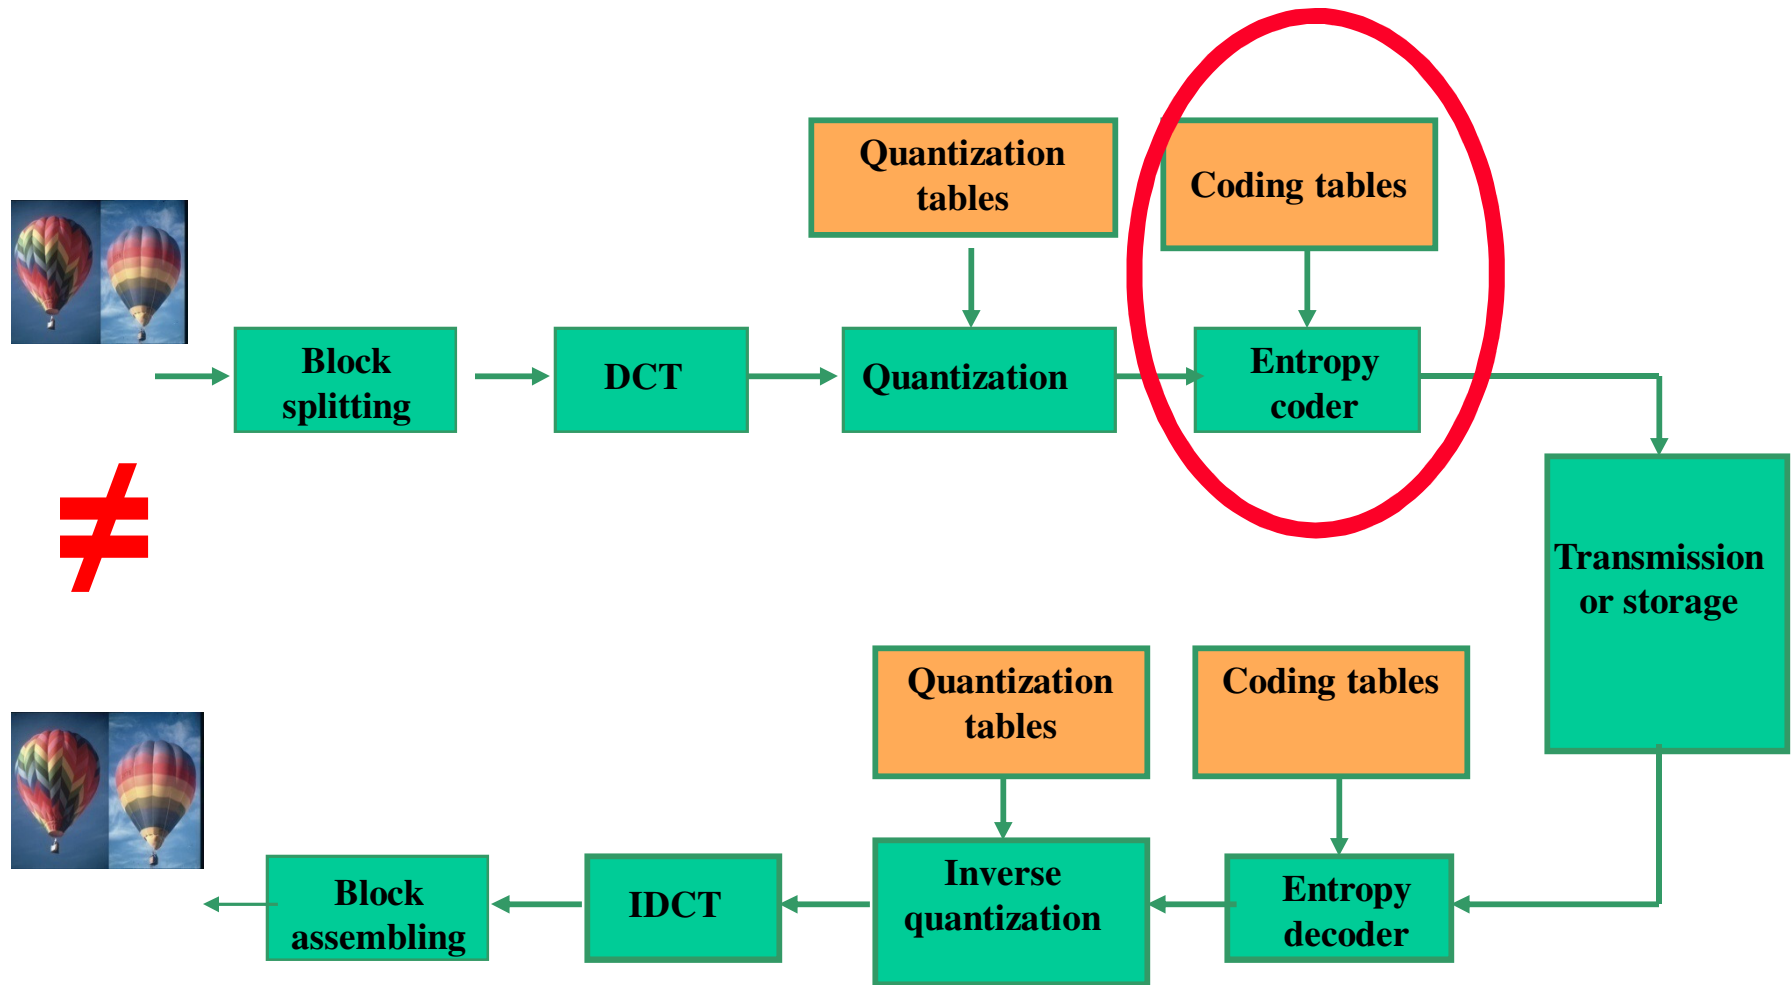 Quantization
tables
Coding tables
Block
splitting
DCT
Quantization
Entropy
coder
≠
Transmission
or storage
Quantization
tables
Coding tables
Block
assembling
IDCT
Inverse
quantization
Entropy
decoder